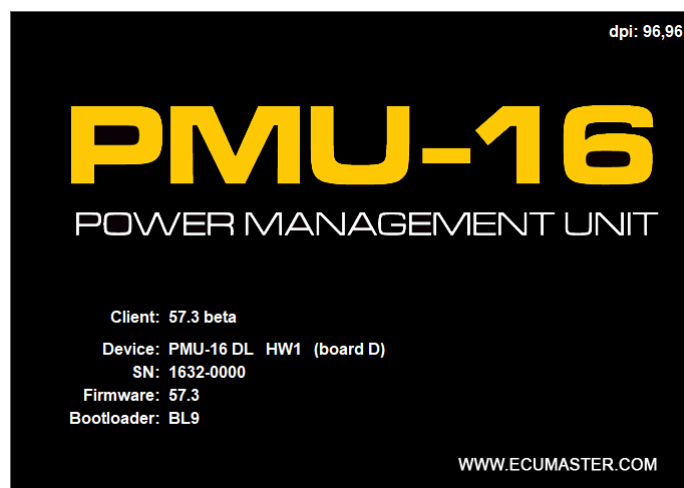 dpi: 96,96
PMU-16
POWER MANAGEMENT UNIT
Client: 57.3 beta
Device: PMU-16 DL HW1 (board D)
SN: 1632-0000
Firmware: 57.3
Bootloader: BL9
WWW.ECUMASTER.COM